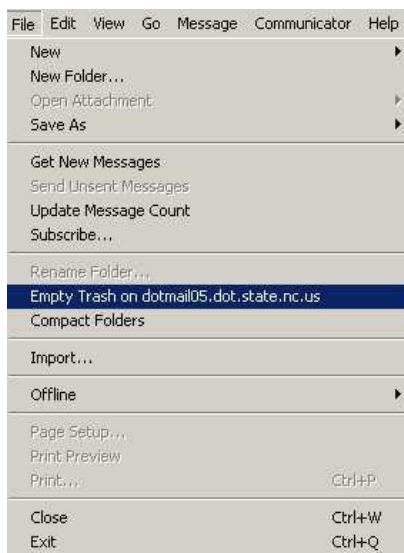 File Edit View Go Message Communicator Help
New
New Folder...
Open Attachment
Save As
Get New Messages
Send Unsent Messages
Update Message Count
Subscribe...
Rename Folder...
Empty Trash on dotmail05.dot.state.nc.us
Compact Folders
Import...
Offline
Page Setup...
Print Preview
Print... Ctrl+P
Close Ctrl+W
Exit Ctrl+Q